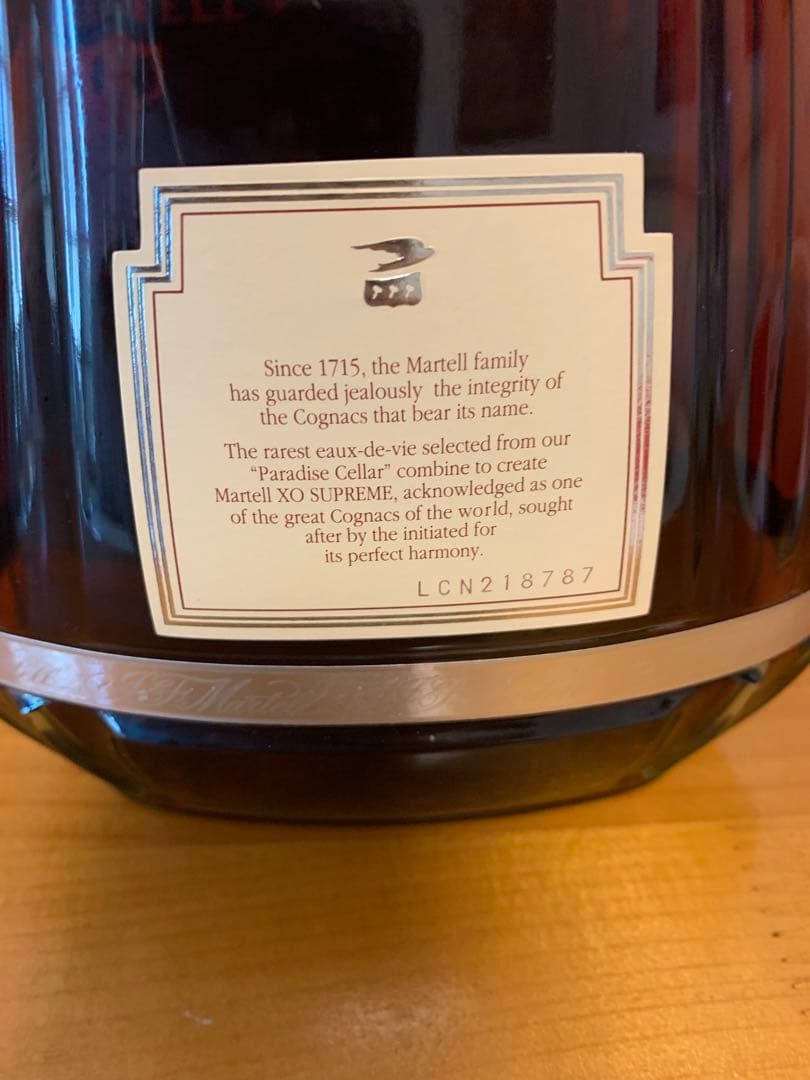 Since 1715, the Martell family
has guarded jealously the integrity of
the Cognacs that bear its name.
The rarest eaux-de-vie selected from our
"Paradise Cellar" combine to create
Martell XO SUPREME, acknowledged as one
of the great Cognacs of the world, sought
after by the initiated for
its perfect harmony.
LCN218787